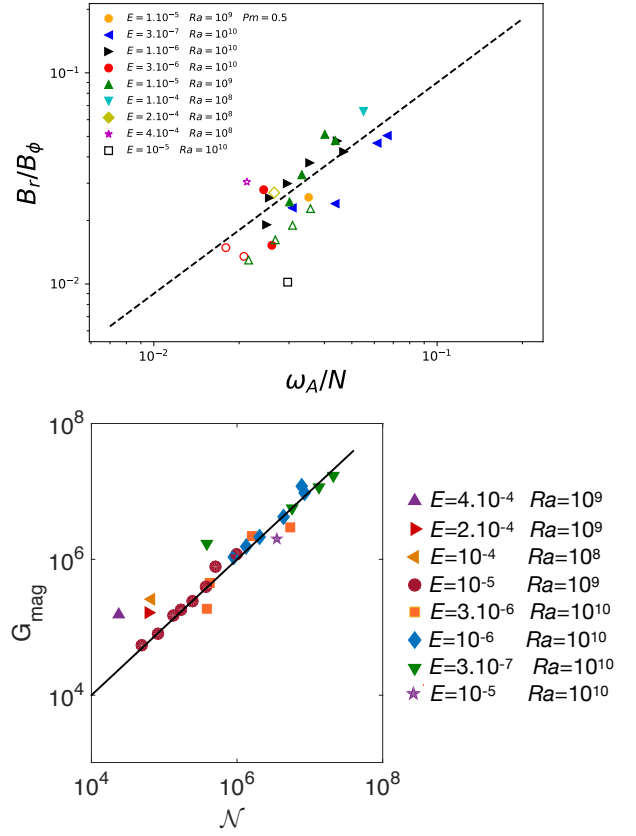 E = 1.10⁻⁵ Ra = 10⁹ Pm = 0.5
E = 3.10⁻⁷ Ra = 10¹⁰
E = 1.10⁻⁶ Ra = 10¹⁰
E = 3.10⁻⁶ Ra = 10¹⁰
E = 1.10⁻⁵ Ra = 10⁹
E = 1.10⁻⁴ Ra = 10⁸
E = 2.10⁻⁴ Ra = 10⁸
E = 4.10⁻⁴ Ra = 10⁸
E = 10⁻⁵ Ra = 10¹⁰
10⁻¹
10⁻²
B_r/B_ϕ
10⁻² 10⁻¹
ω_A/N
10⁸
10⁶
10⁴
G_mag
10⁴ 10⁶ 10⁸
𝒩
E=4.10⁻⁴ Ra=10⁹
E=2.10⁻⁴ Ra=10⁹
E=10⁻⁴ Ra=10⁸
E=10⁻⁵ Ra=10⁹
E=3.10⁻⁶ Ra=10¹⁰
E=10⁻⁶ Ra=10¹⁰
E=3.10⁻⁷ Ra=10¹⁰
E=10⁻⁵ Ra=10¹⁰